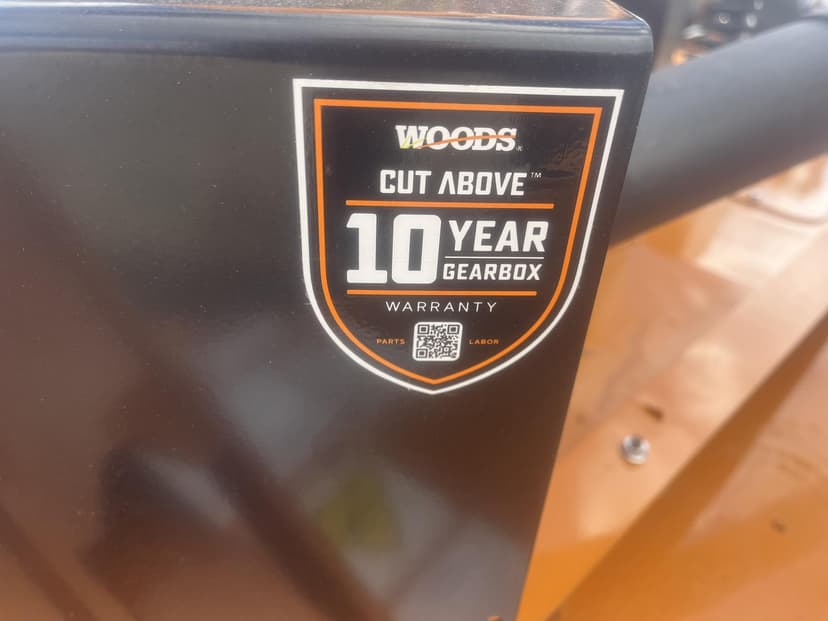 WOODS
CUT ABOVE™
10 YEAR
GEARBOX
WARRANTY
PARTS LABOR